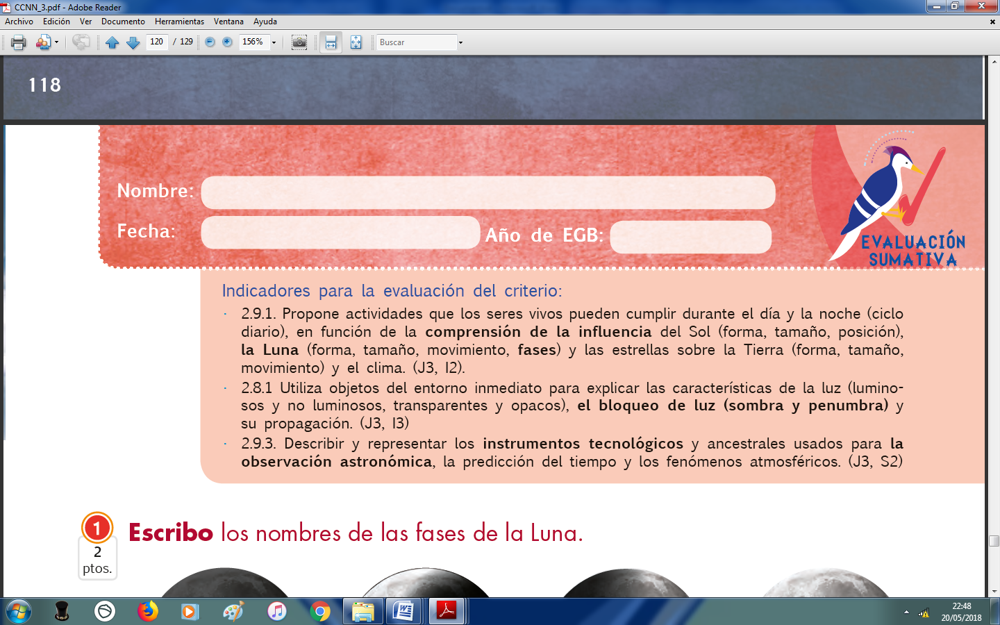 CCNN_3.pdf - Adobe Reader
Archivo Edición Ver Documento Herramientas Ventana Ayuda
120 / 129 156% Buscar
118
Nombre:
Fecha: Año de EGB:
EVALUACIÓN
SUMATIVA
Indicadores para la evaluación del criterio:
· 2.9.1. Propone actividades que los seres vivos pueden cumplir durante el día y la noche (ciclo
diario), en función de la comprensión de la influencia del Sol (forma, tamaño, posición),
la Luna (forma, tamaño, movimiento, fases) y las estrellas sobre la Tierra (forma, tamaño,
movimiento) y el clima. (J3, I2).
· 2.8.1 Utiliza objetos del entorno inmediato para explicar las características de la luz (lumino-
sos y no luminosos, transparentes y opacos), el bloqueo de luz (sombra y penumbra) y
su propagación. (J3, I3)
· 2.9.3. Describir y representar los instrumentos tecnológicos y ancestrales usados para la
observación astronómica, la predicción del tiempo y los fenómenos atmosféricos. (J3, S2)
1
2
ptos.
Escribo los nombres de las fases de la Luna.
22:48
20/05/2018